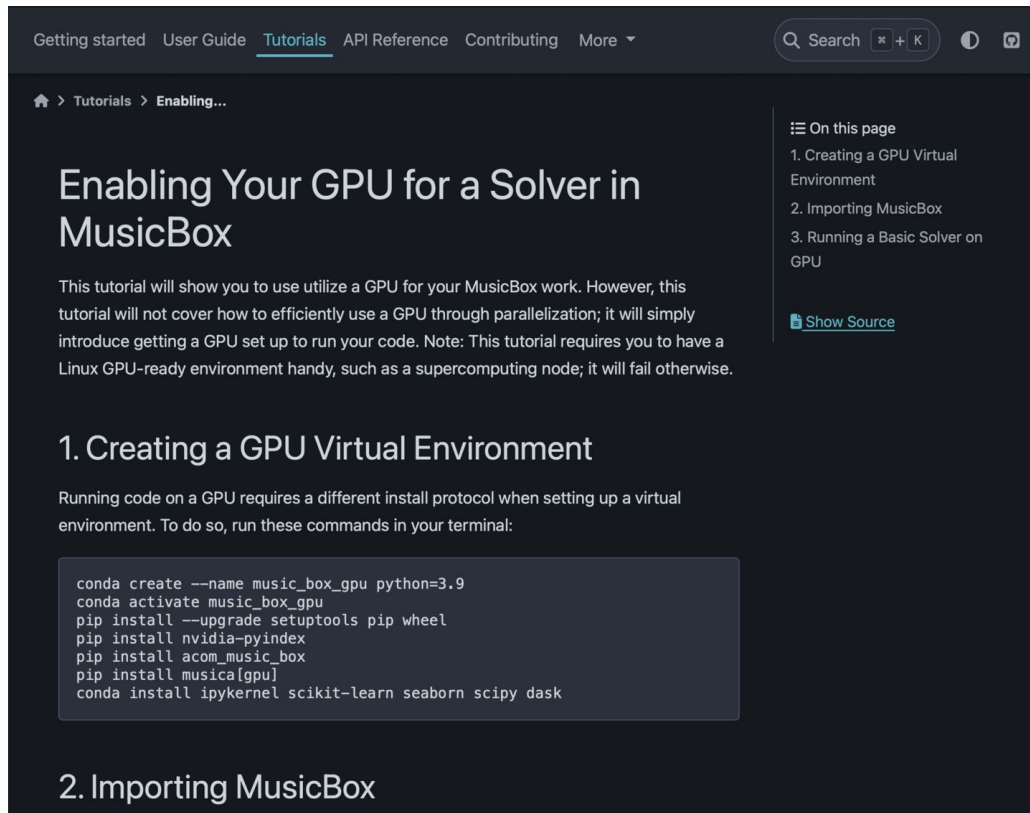 Getting started User Guide Tutorials API Reference Contributing More Search ⌘ + K
Tutorials > Enabling...
On this page
1. Creating a GPU Virtual
Environment
2. Importing MusicBox
3. Running a Basic Solver on
GPU
Show Source
Enabling Your GPU for a Solver in
MusicBox
This tutorial will show you to use utilize a GPU for your MusicBox work. However, this
tutorial will not cover how to efficiently use a GPU through parallelization; it will simply
introduce getting a GPU set up to run your code. Note: This tutorial requires you to have a
Linux GPU-ready environment handy, such as a supercomputing node; it will fail otherwise.
1. Creating a GPU Virtual Environment
Running code on a GPU requires a different install protocol when setting up a virtual
environment. To do so, run these commands in your terminal:
conda create --name music_box_gpu python=3.9
conda activate music_box_gpu
pip install --upgrade setuptools pip wheel
pip install nvidia-pyindex
pip install acom_music_box
pip install musica[gpu]
conda install ipykernel scikit-learn seaborn scipy dask
2. Importing MusicBox